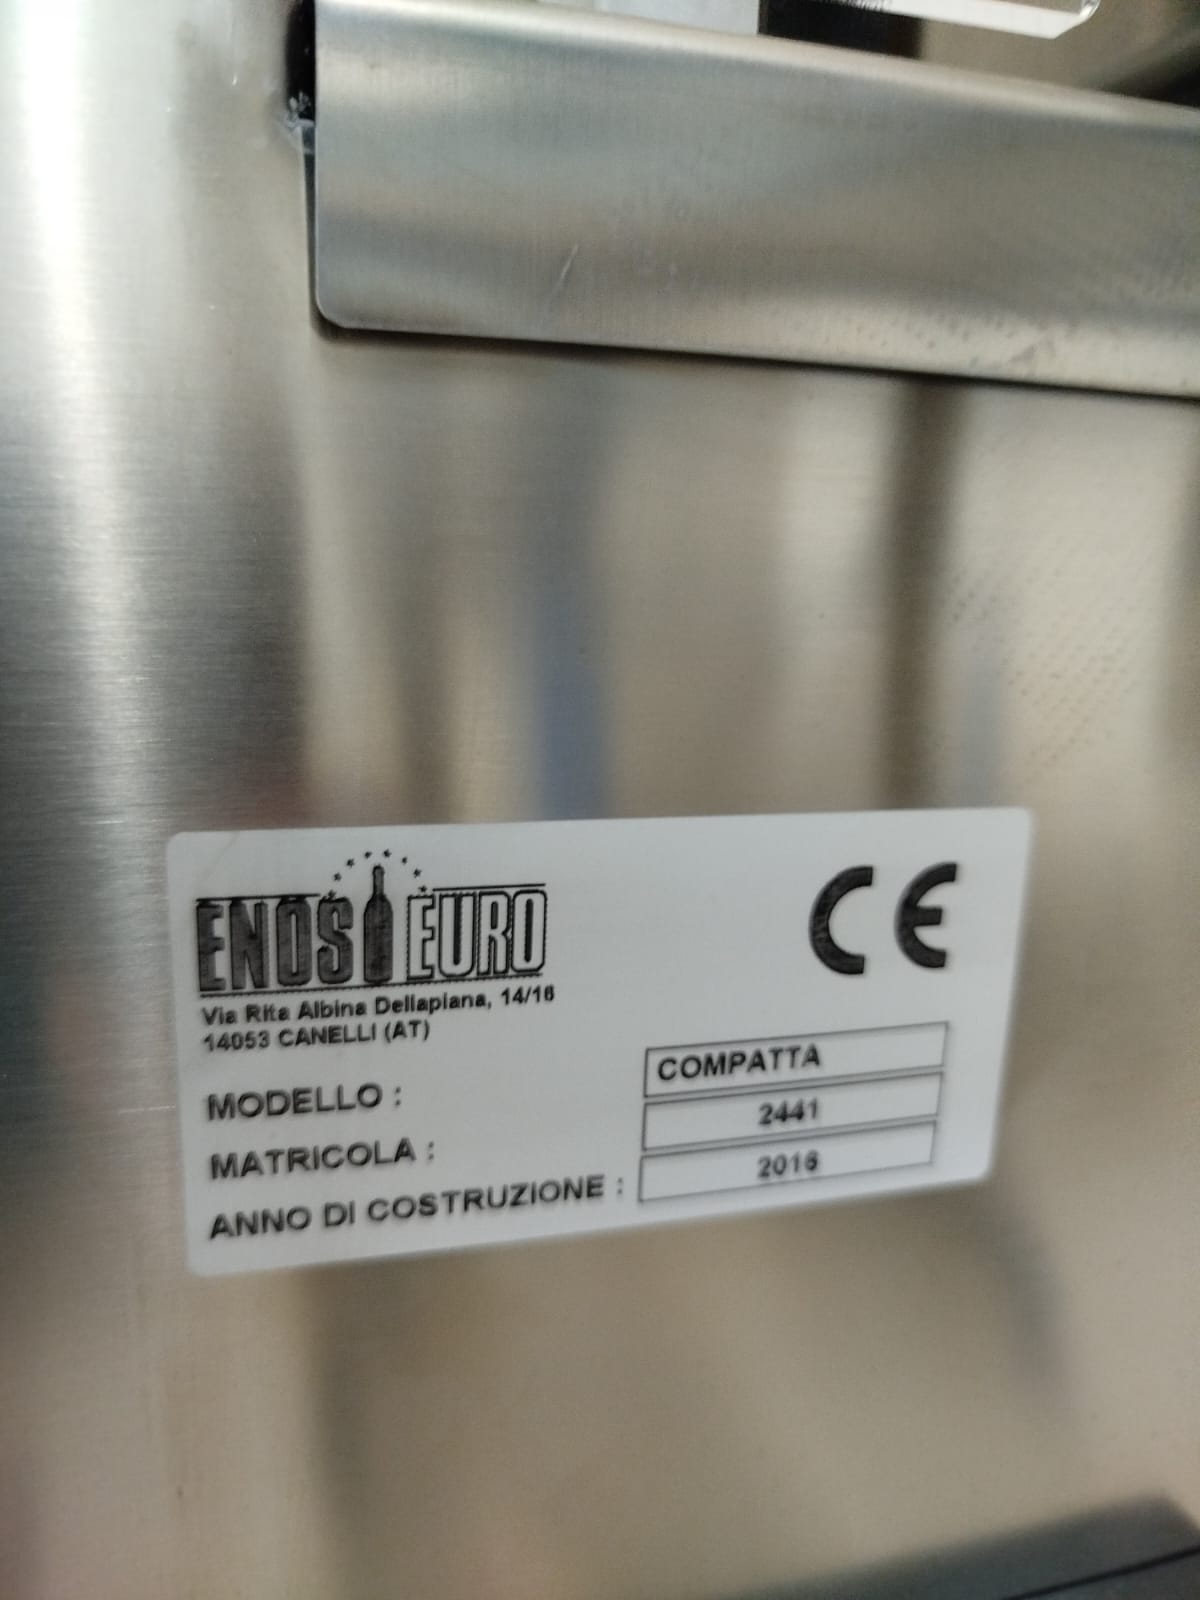 ENOS EURO
CE
Via Rita Albina Dellapiana, 14/16
14053 CANELLI (AT)
MODELLO : COMPATTA
MATRICOLA : 2441
ANNO DI COSTRUZIONE : 2016